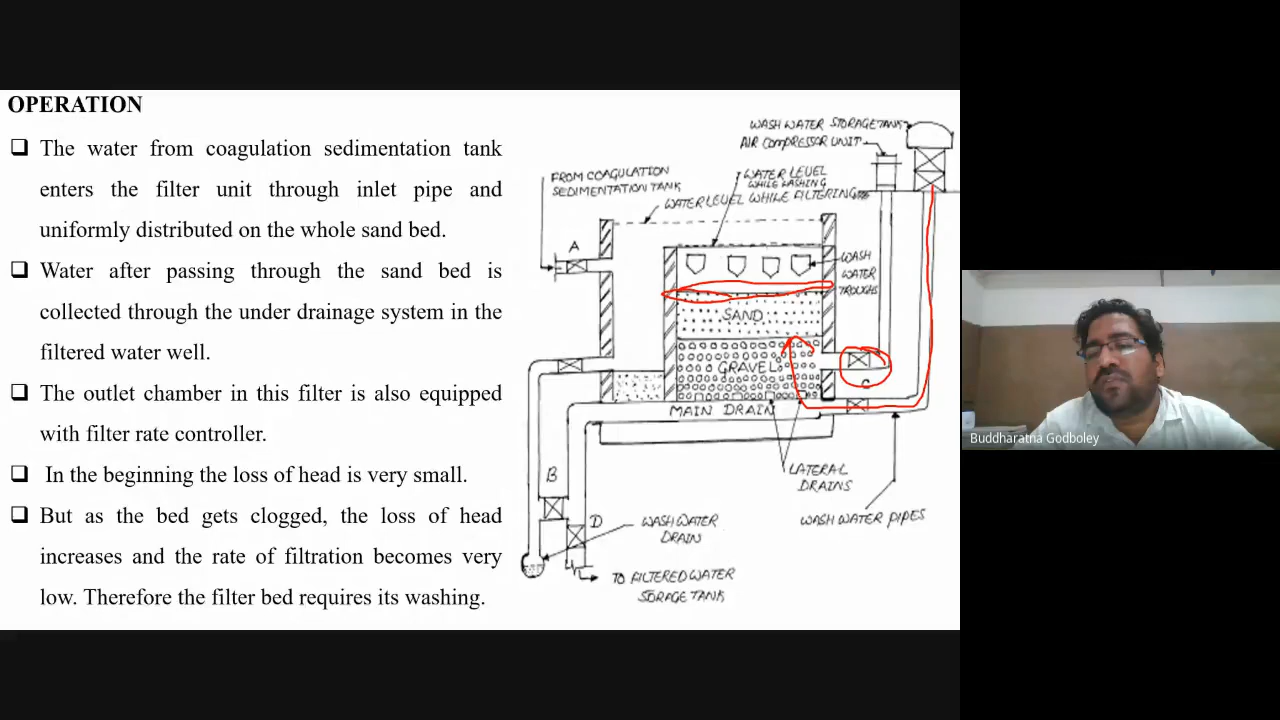 OPERATION
❑ The water from coagulation sedimentation tank
enters the filter unit through inlet pipe and
uniformly distributed on the whole sand bed.
❑ Water after passing through the sand bed is
collected through the under drainage system in the
filtered water well.
❑ The outlet chamber in this filter is also equipped
with filter rate controller.
❑ In the beginning the loss of head is very small.
❑ But as the bed gets clogged, the loss of head
increases and the rate of filtration becomes very
low. Therefore the filter bed requires its washing.
WASH WATER STORAGE TANK
AIR COMPRESSOR UNIT
FROM COAGULATION
SEDIMENTATION TANK
WATER LEVEL
WHILE WASHING
WATER LEVEL WHILE FILTERING
A
WASH
WATER
TROUGHS
SAND
GRAVEL
C
MAIN DRAIN
LATERAL
DRAINS
B
D
WASH WATER
DRAIN
WASH WATER PIPES
TO FILTERED WATER
SORAGE TANK
Buddharatna Godboley